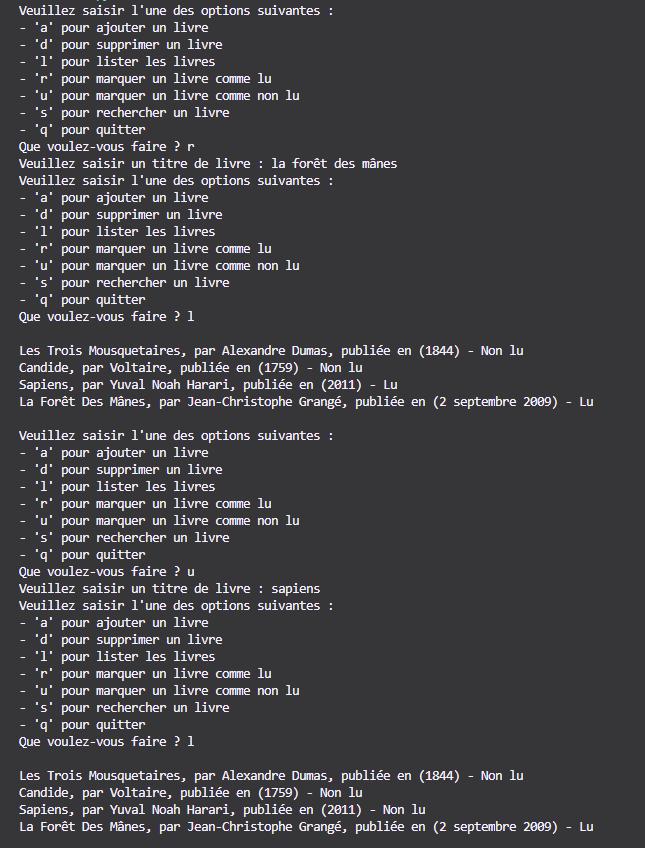 Veuillez saisir l'une des options suivantes :
- 'a' pour ajouter un livre
- 'd' pour supprimer un livre
- 'l' pour lister les livres
- 'r' pour marquer un livre comme lu
- 'u' pour marquer un livre comme non lu
- 's' pour rechercher un livre
- 'q' pour quitter
Que voulez-vous faire ? r
Veuillez saisir un titre de livre : la forêt des mânes
Veuillez saisir l'une des options suivantes :
- 'a' pour ajouter un livre
- 'd' pour supprimer un livre
- 'l' pour lister les livres
- 'r' pour marquer un livre comme lu
- 'u' pour marquer un livre comme non lu
- 's' pour rechercher un livre
- 'q' pour quitter
Que voulez-vous faire ? l
Les Trois Mousquetaires, par Alexandre Dumas, publiée en (1844) - Non lu
Candide, par Voltaire, publiée en (1759) - Non lu
Sapiens, par Yuval Noah Harari, publiée en (2011) - Lu
La Forêt Des Mânes, par Jean-Christophe Grangé, publiée en (2 septembre 2009) - Lu
Veuillez saisir l'une des options suivantes :
- 'a' pour ajouter un livre
- 'd' pour supprimer un livre
- 'l' pour lister les livres
- 'r' pour marquer un livre comme lu
- 'u' pour marquer un livre comme non lu
- 's' pour rechercher un livre
- 'q' pour quitter
Que voulez-vous faire ? u
Veuillez saisir un titre de livre : sapiens
Veuillez saisir l'une des options suivantes :
- 'a' pour ajouter un livre
- 'd' pour supprimer un livre
- 'l' pour lister les livres
- 'r' pour marquer un livre comme lu
- 'u' pour marquer un livre comme non lu
- 's' pour rechercher un livre
- 'q' pour quitter
Que voulez-vous faire ? l
Les Trois Mousquetaires, par Alexandre Dumas, publiée en (1844) - Non lu
Candide, par Voltaire, publiée en (1759) - Non lu
Sapiens, par Yuval Noah Harari, publiée en (2011) - Non lu
La Forêt Des Mânes, par Jean-Christophe Grangé, publiée en (2 septembre 2009) - Lu